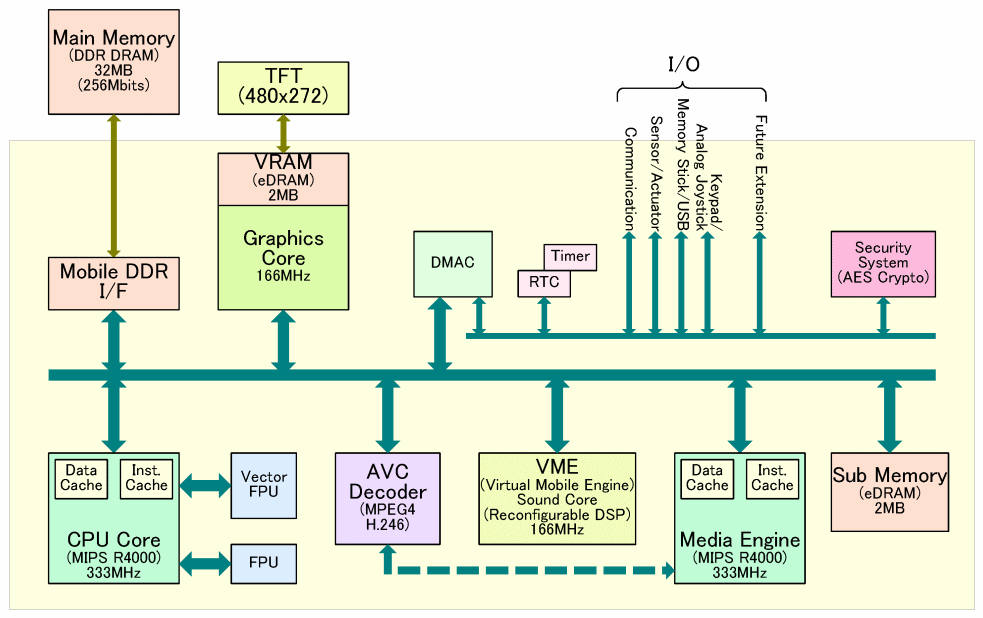 Main Memory
(DDR DRAM)
32MB
(256Mbits)
TFT
(480x272)
I/O
Communication
Sensor/Actuator
Memory Stick/USB
Analog Joystick
Keypad/
Future Extension
VRAM
(eDRAM)
2MB
Graphics
Core
166MHz
Mobile DDR
I/F
DMAC
Timer
RTC
Security
System
(AES Crypto)
Data
Cache
Inst.
Cache
CPU Core
(MIPS R4000)
333MHz
Vector
FPU
FPU
AVC
Decoder
(MPEG4
H.246)
VME
(Virtual Mobile Engine)
Sound Core
(Reconfigurable DSP)
166MHz
Data
Cache
Inst.
Cache
Media Engine
(MIPS R4000)
333MHz
Sub Memory
(eDRAM)
2MB